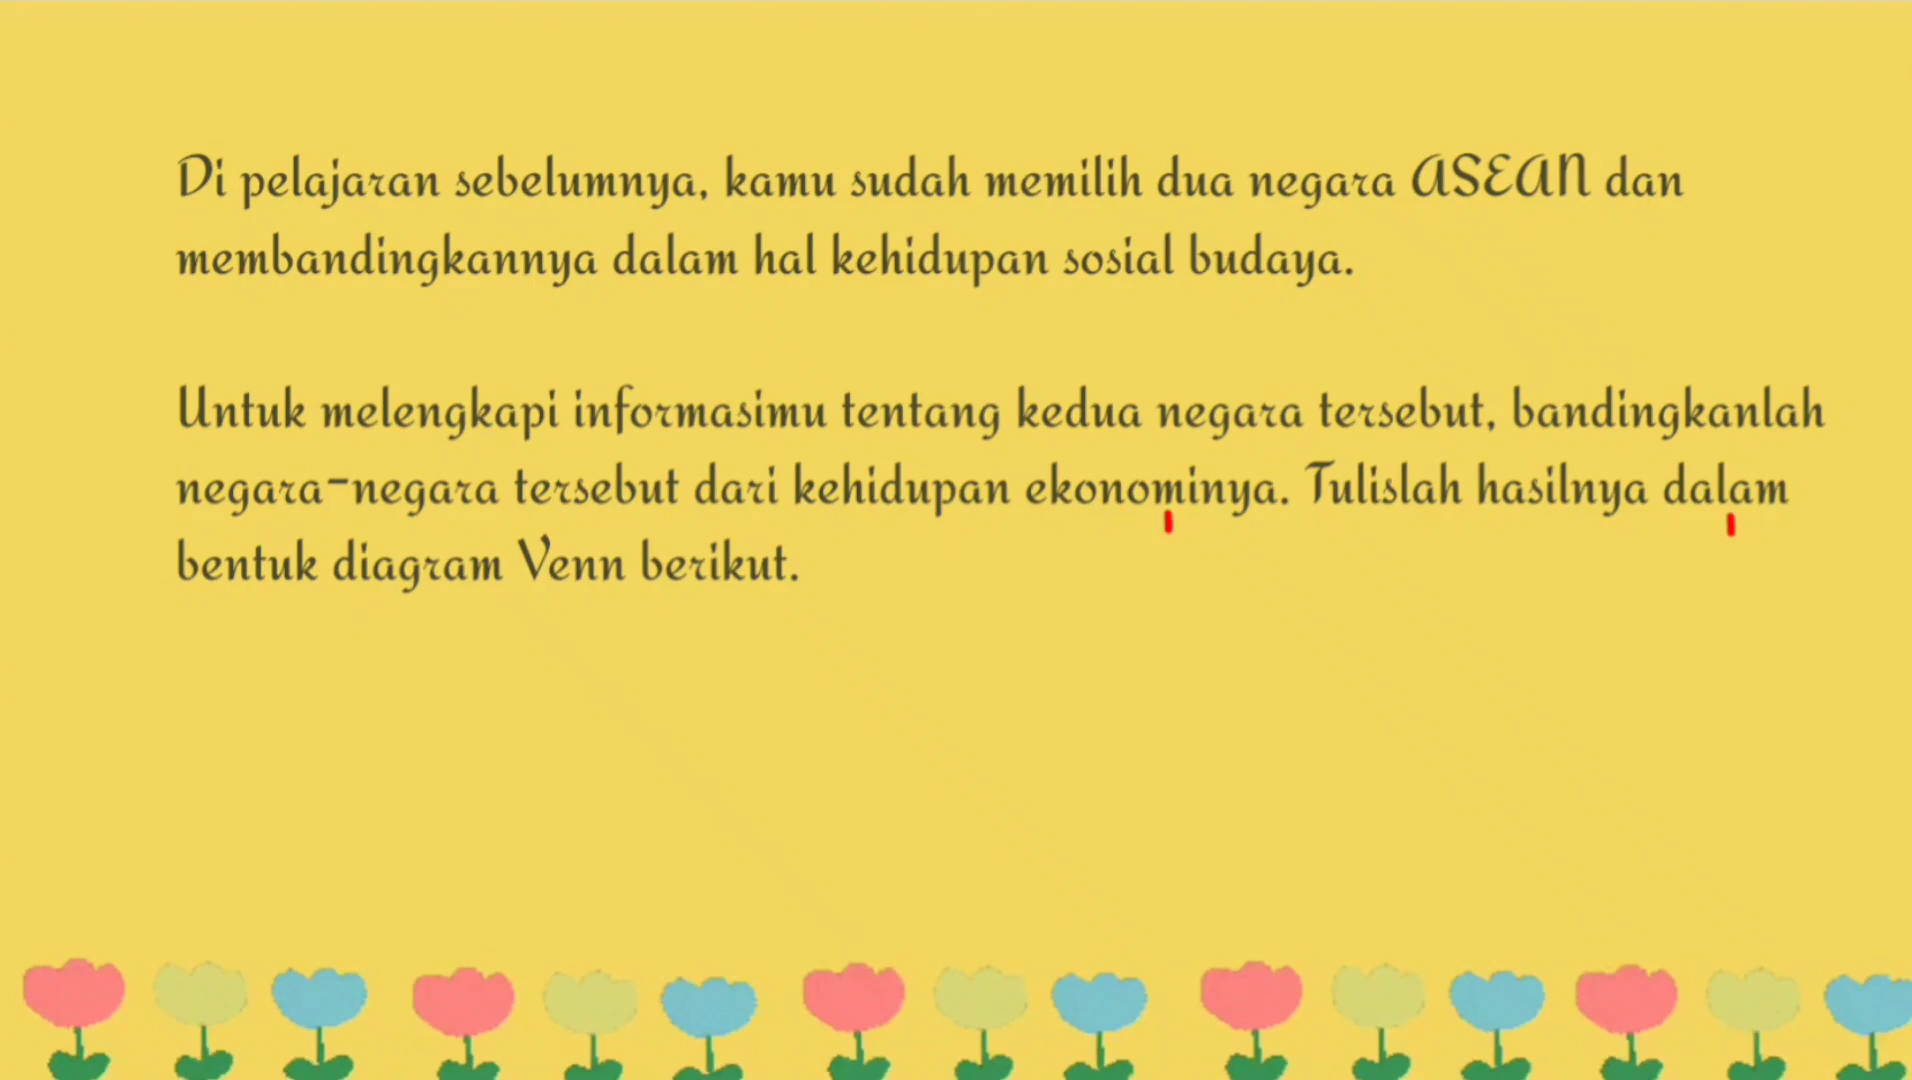 Di pelajaran sebelumnya, kamu sudah memilih dua negara ASEAN dan
membandingkannya dalam hal kehidupan sosial budaya.
Untuk melengkapi informasimu tentang kedua negara tersebut, bandingkanlah
negara-negara tersebut dari kehidupan ekonominya. Tulislah hasilnya dalam
bentuk diagram Venn berikut.